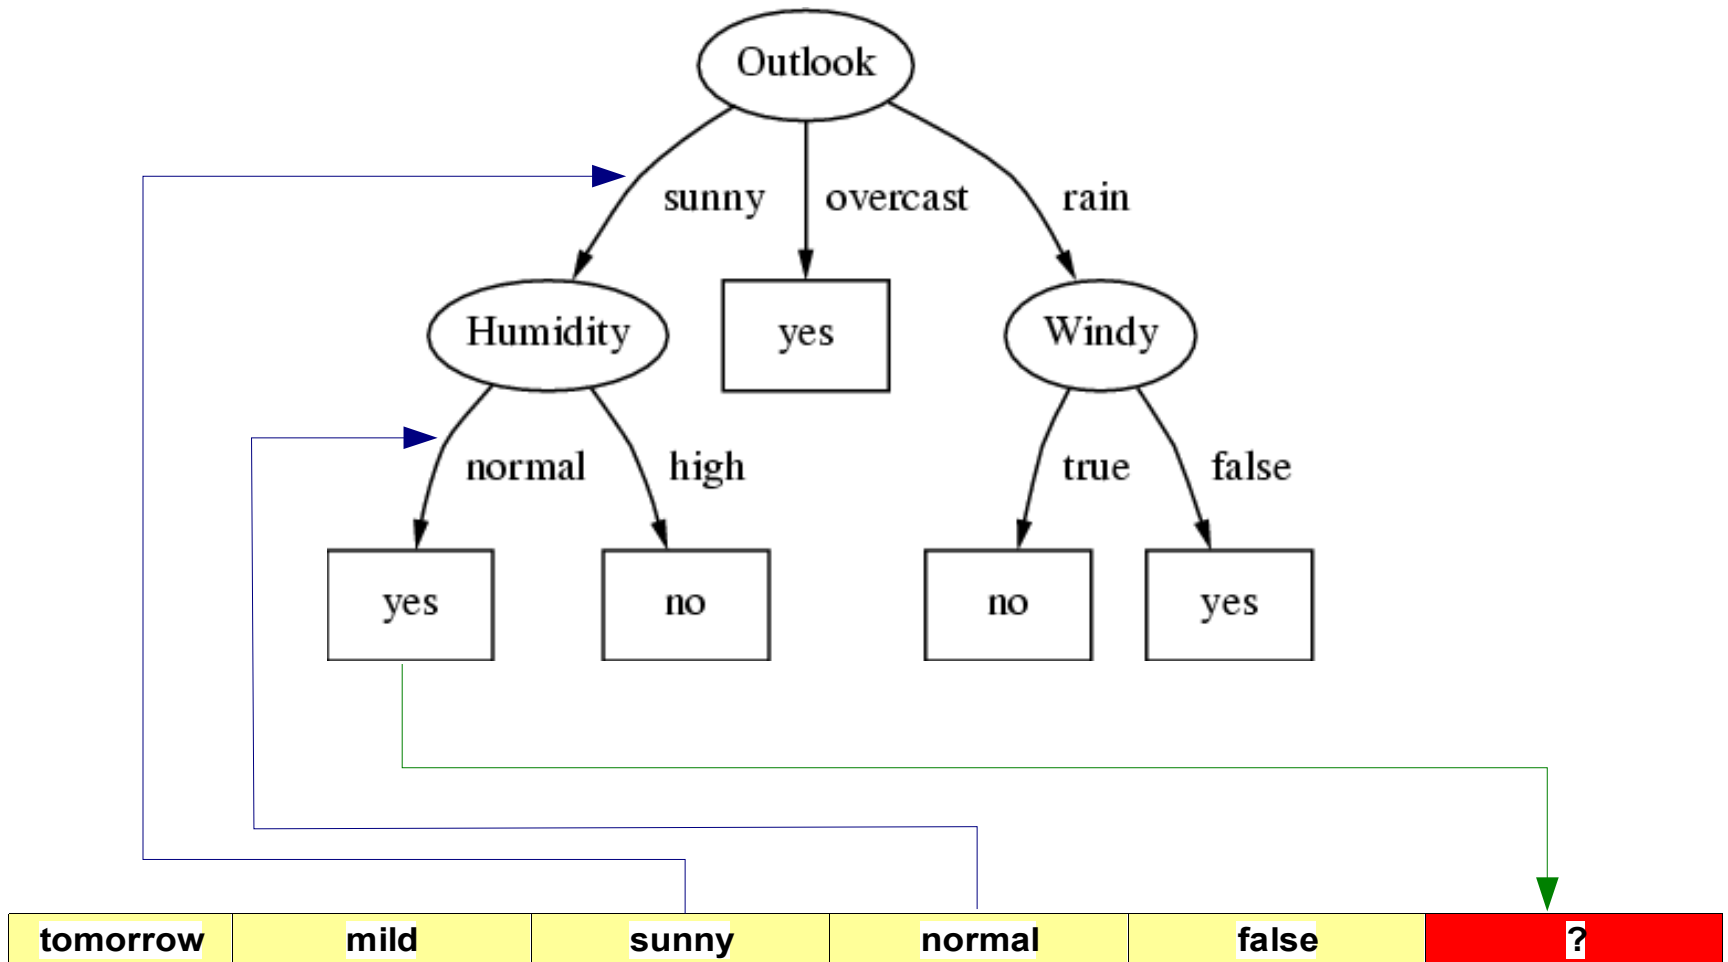 Outlook
sunny overcast rain
Humidity yes Windy
normal high true false
yes no no yes
tomorrow mild sunny normal false ?